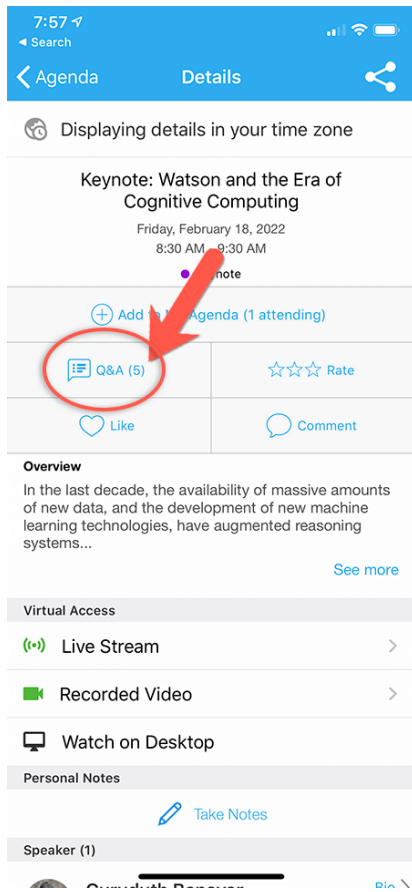 7:57
Search
Agenda
Details
Displaying details in your time zone
Keynote: Watson and the Era of
Cognitive Computing
Friday, February 18, 2022
8:30 AM 9:30 AM
note
Add to Agenda (1 attending)
Q&A (5)
Rate
Like
Comment
Overview
In the last decade, the availability of massive amounts
of new data, and the development of new machine
learning technologies, have augmented reasoning
systems...
See more
Virtual Access
Live Stream
Recorded Video
Watch on Desktop
Personal Notes
Take Notes
Speaker (1)
Bio